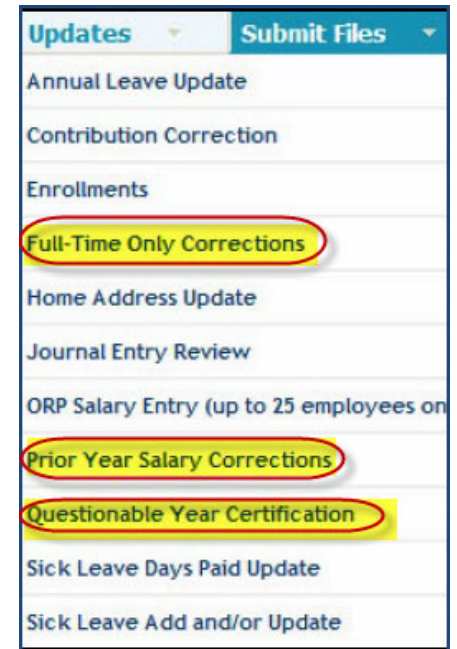 Updates Submit Files
Annual Leave Update
Contribution Correction
Enrollments
Full-Time Only Corrections
Home Address Update
Journal Entry Review
ORP Salary Entry (up to 25 employees on
Prior Year Salary Corrections
Questionable Year Certification
Sick Leave Days Paid Update
Sick Leave Add and/or Update